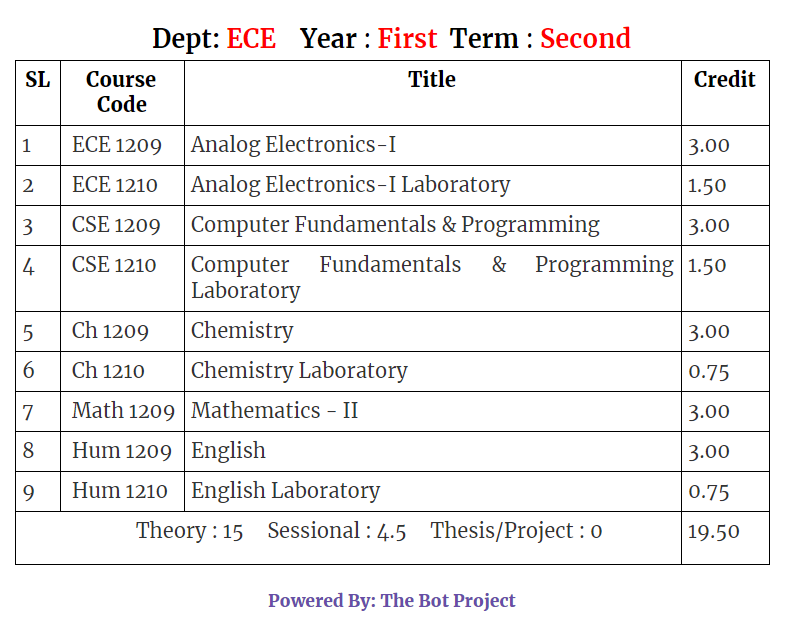 Dept: ECE Year : First Term : Second
SL Course Code Title Credit
1 ECE 1209 Analog Electronics-I 3.00
2 ECE 1210 Analog Electronics-I Laboratory 1.50
3 CSE 1209 Computer Fundamentals & Programming 3.00
4 CSE 1210 Computer Fundamentals & Programming 1.50
Laboratory
5 Ch 1209 Chemistry 3.00
6 Ch 1210 Chemistry Laboratory 0.75
7 Math 1209 Mathematics - II 3.00
8 Hum 1209 English 3.00
9 Hum 1210 English Laboratory 0.75
Theory : 15 Sessional : 4.5 Thesis/Project : 0 19.50
Powered By: The Bot Project